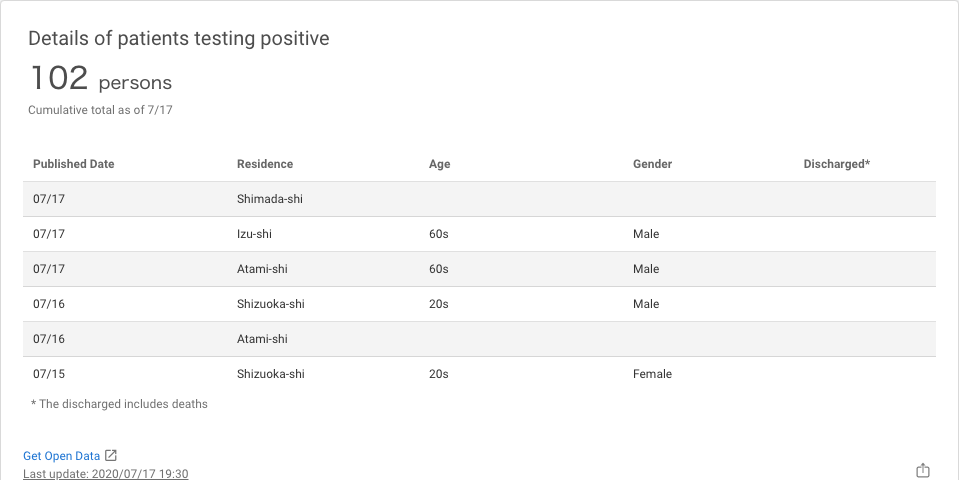 Details of patients testing positive
102 persons
Cumulative total as of 7/17
Published Date Residence Age Gender Discharged*
07/17 Shimada-shi
07/17 Izu-shi 60s Male
07/17 Atami-shi 60s Male
07/16 Shizuoka-shi 20s Male
07/16 Atami-shi
07/15 Shizuoka-shi 20s Female
* The discharged includes deaths
Get Open Data
Last update: 2020/07/17 19:30